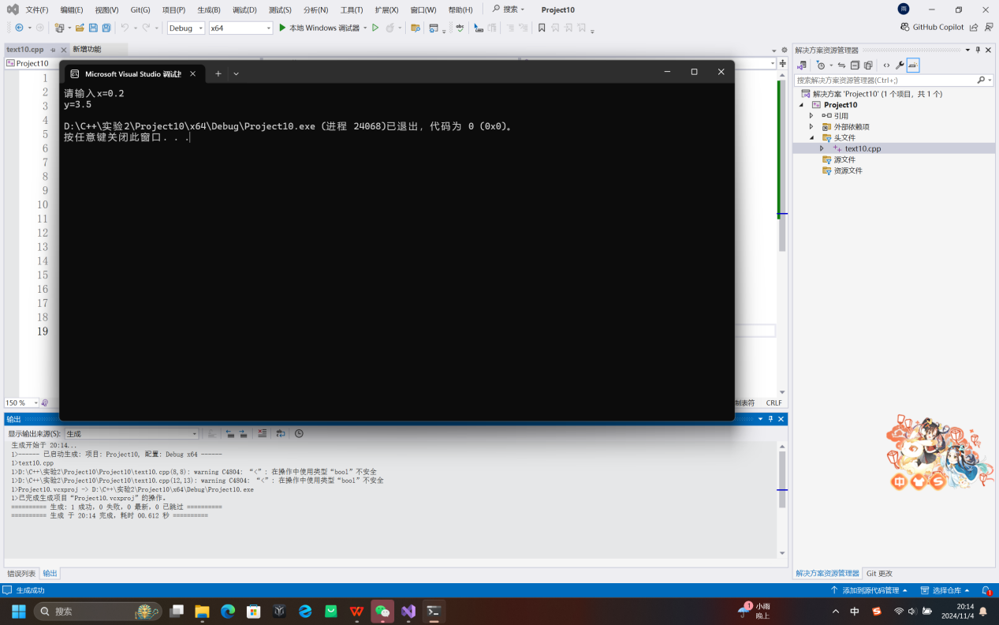 文件(F) 编辑(E) 视图(V) Git(G) 项目(P) 生成(B) 调试(D) 测试(S) 分析(N) 工具(T) 扩展(X) 窗口(W) 帮助(H) 搜索 Project10
Debug x64 本地 Windows 调试器 GitHub Copilot
text10.cpp 新增功能
Project10
1
2
3
4
5
6
7
8
9
10
11
12
13
14
15
16
17
18
19
Microsoft Visual Studio 调试
请输入x=0.2
y=3.5
D:\C++\实验2\Project10\x64\Debug\Project10.exe (进程 24068)已退出，代码为 0 (0x0)。
按任意键关闭此窗口. . .
150 % 制表符 CRLF
输出
显示输出来源(S): 生成
生成开始于 20:14...
1>------ 已启动生成: 项目: Project10, 配置: Debug x64 ------
1>text10.cpp
1>D:\C++\实验2\Project10\Project10\text10.cpp(8,8): warning C4804: “<”: 在操作中使用类型“bool”不安全
1>D:\C++\实验2\Project10\Project10\text10.cpp(12,13): warning C4804: “<”: 在操作中使用类型“bool”不安全
1>Project10.vcxproj -> D:\C++\实验2\Project10\x64\Debug\Project10.exe
1>已完成生成项目“Project10.vcxproj”的操作。
========== 生成: 1 成功，0 失败，0 最新，0 已跳过 ==========
========== 生成 于 20:14 完成，耗时 00.612 秒 ==========
错误列表 输出
解决方案资源管理器
搜索解决方案资源管理器(Ctrl+;)
解决方案 'Project10' (1 个项目，共 1 个)
Project10
引用
外部依赖项
头文件
text10.cpp
源文件
资源文件
中 S
解决方案资源管理器 Git 更改
生成成功 添加到源代码管理 选择仓库 1
搜索 1 小雨 中 20:14
晚上 2024/11/4